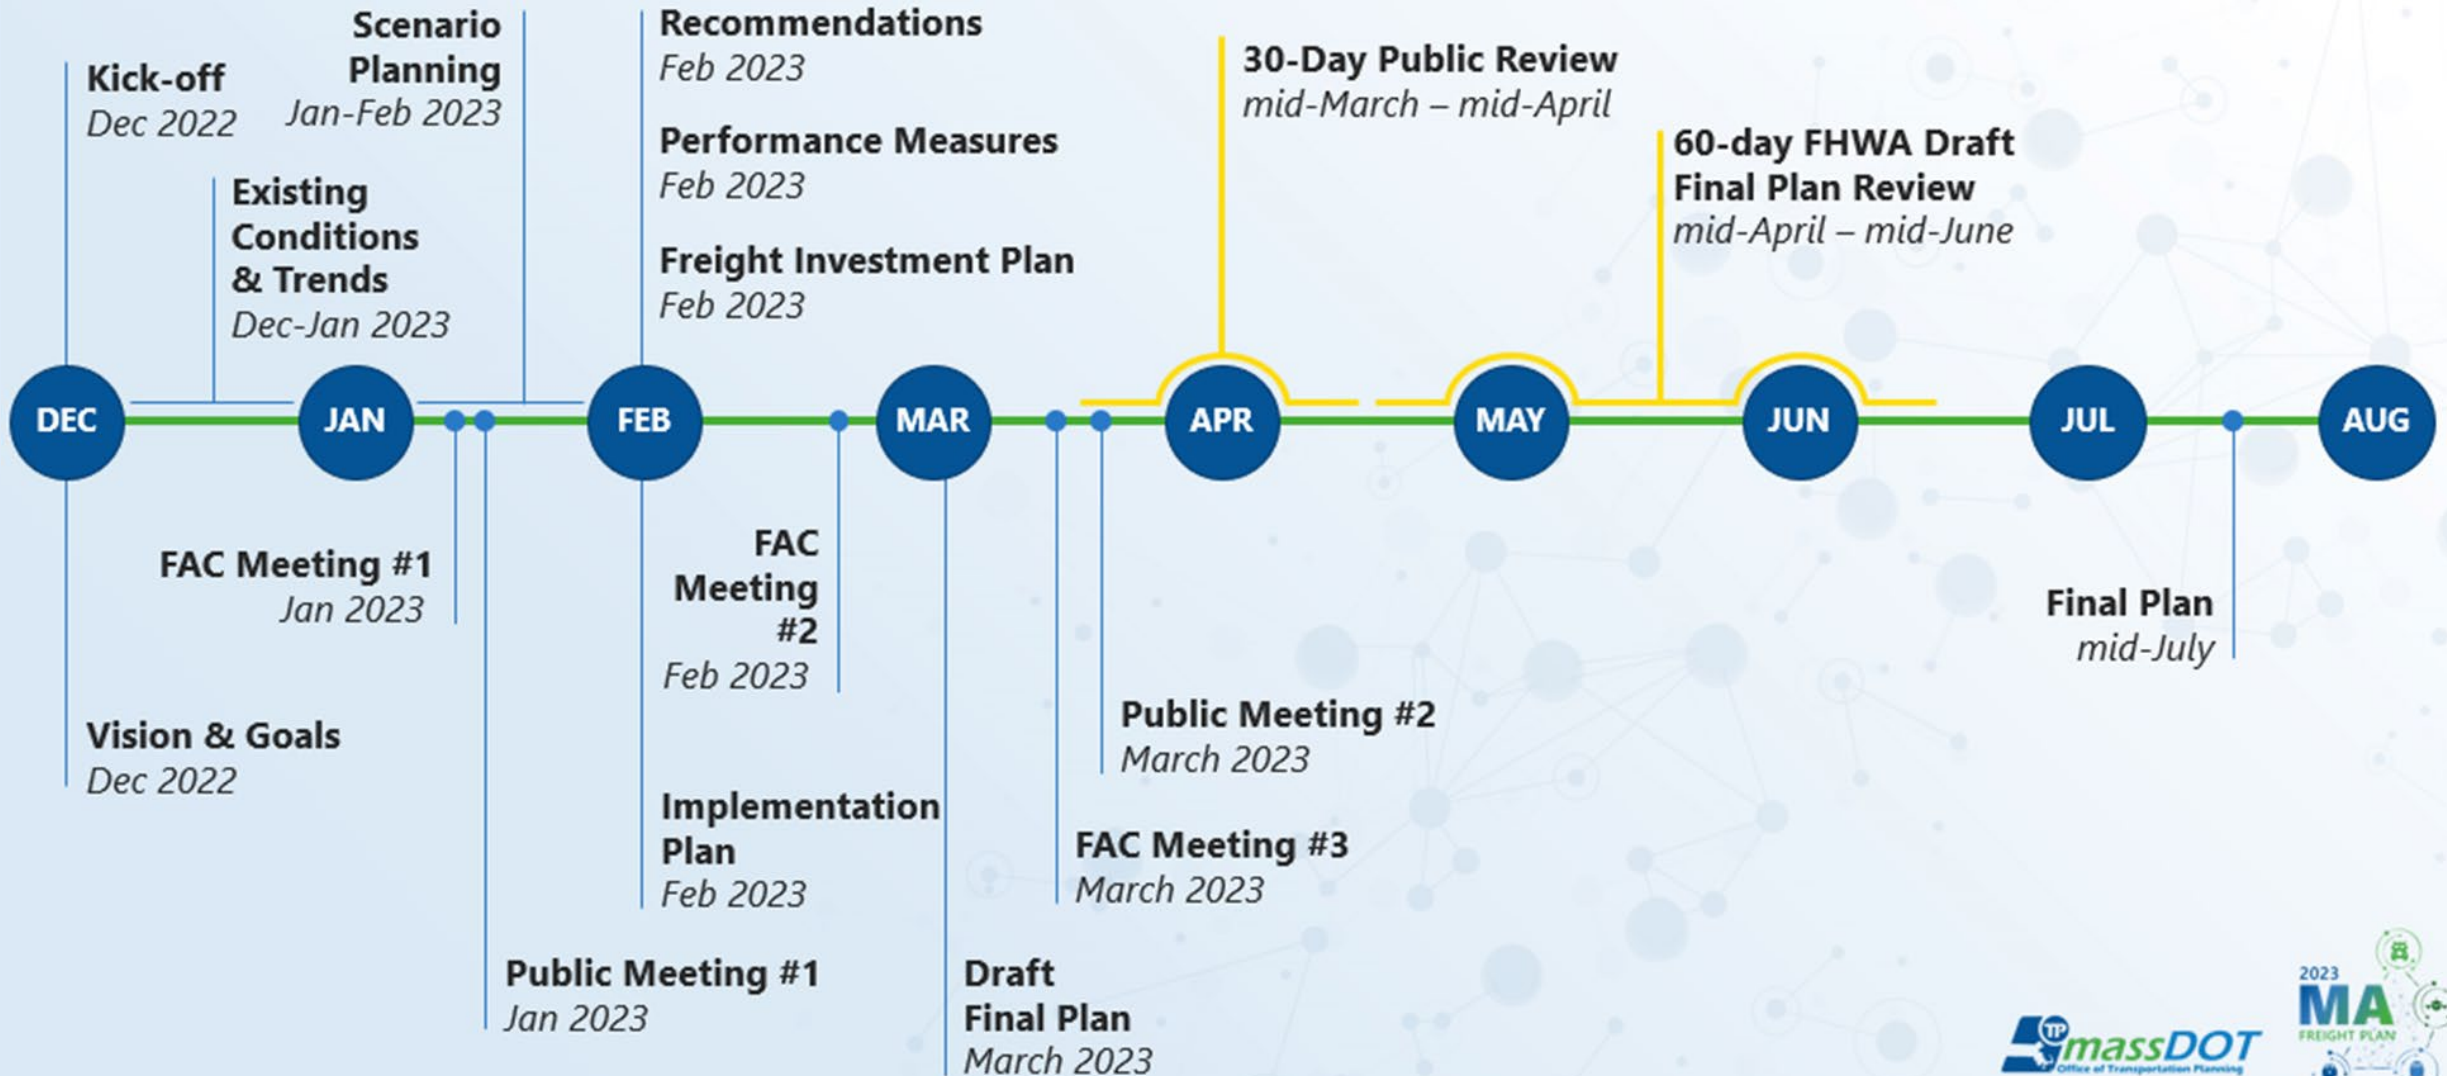 Kick-off
Dec 2022
Scenario
Planning
Jan-Feb 2023
Existing
Conditions
& Trends
Dec-Jan 2023
Recommendations
Feb 2023
Performance Measures
Feb 2023
Freight Investment Plan
Feb 2023
30-Day Public Review
mid-March – mid-April
60-day FHWA Draft
Final Plan Review
mid-April – mid-June
DEC
JAN
FEB
MAR
APR
MAY
JUN
JUL
AUG
FAC Meeting #1
Jan 2023
Vision & Goals
Dec 2022
Public Meeting #1
Jan 2023
FAC
Meeting
#2
Feb 2023
Implementation
Plan
Feb 2023
Draft
Final Plan
March 2023
Public Meeting #2
March 2023
FAC Meeting #3
March 2023
Final Plan
mid-July
TP
massDOT
Office of Transportation Planning
2023
MA
FREIGHT PLAN